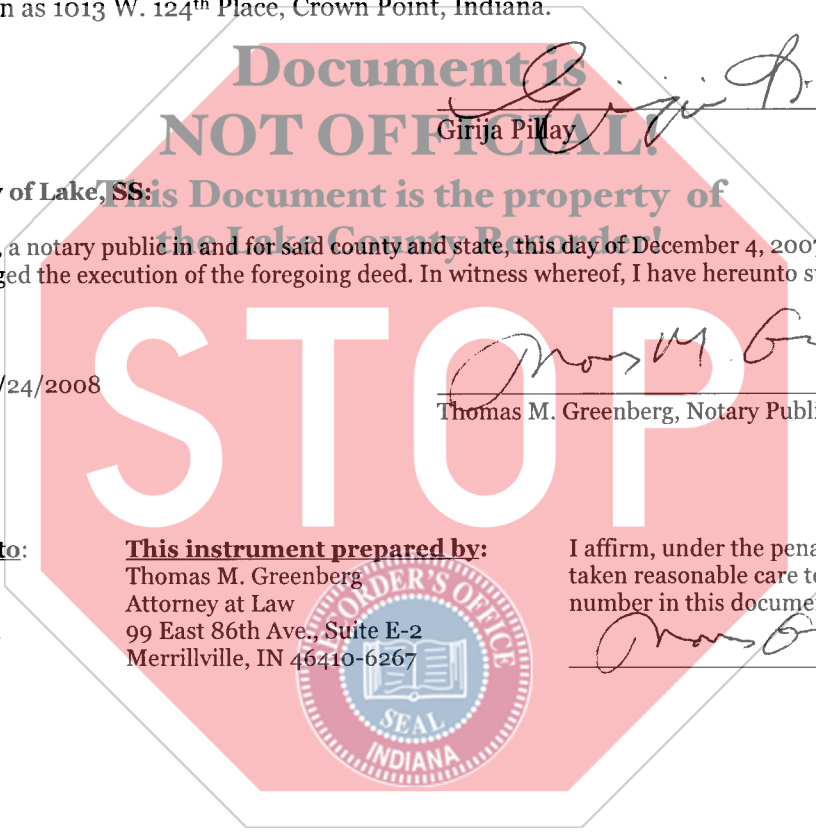 n as 1013 W. 124th Place, Crown Point, Indiana.
Document is
NOT OFFICIAL!
Girija Pillay
y of Lake, SS:
This Document is the property of
the Lake County Recorder!
, a notary public in and for said county and state, this day of December 4, 2007
ged the execution of the foregoing deed. In witness whereof, I have hereunto s
STOP
/24/2008
Thomas M. Greenberg, Notary Publi
to:
This instrument prepared by:
Thomas M. Greenberg
Attorney at Law
99 East 86th Ave., Suite E-2
Merrillville, IN 46410-6267
I affirm, under the pena
taken reasonable care to
number in this docume
RECORDER'S OFFICE
SEAL
INDIANA